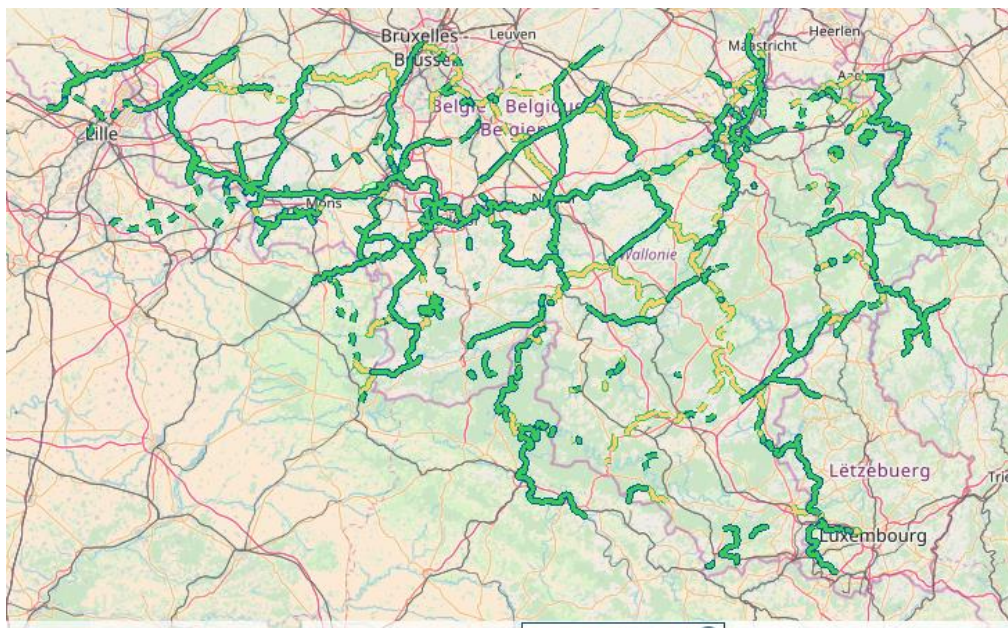 Bruxelles -
Brussel
Leuven
Maastricht
Heerlen
België
Belgique
Belgien
Lille
Mons
Wallonie
Lëtzebuerg
Luxembourg